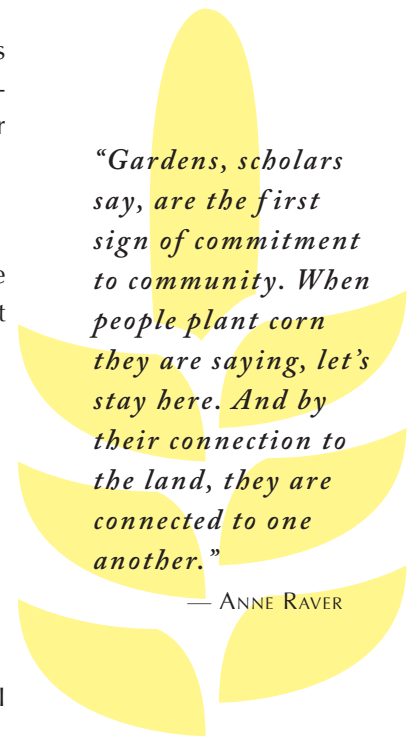 s
-
r
e
t
“Gardens, scholars
say, are the first
sign of commitment
to community. When
people plant corn
they are saying, let’s
stay here. And by
their connection to
the land, they are
connected to one
another.”
— Anne Raver
l